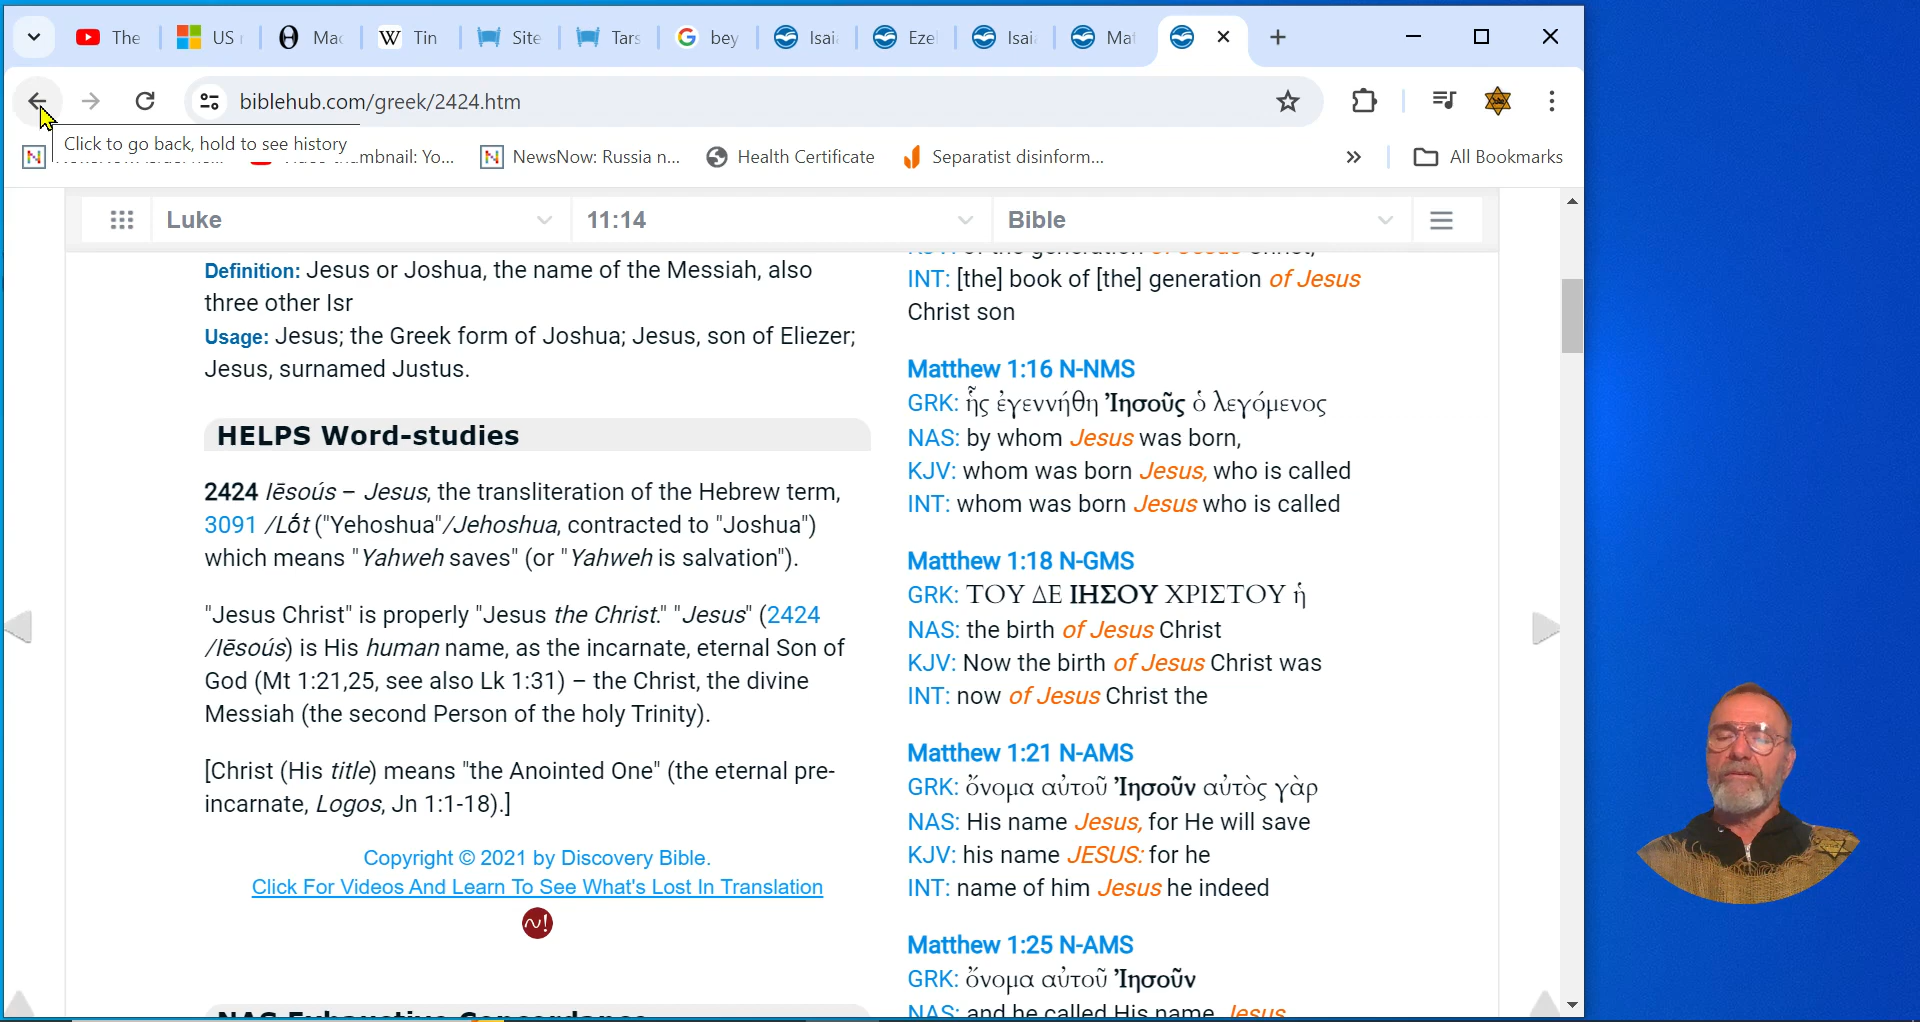 The
US
Mac
W Tin
Site
Tars
G bey
Isai
Eze
Isai
Mat
biblehub.com/greek/2424.htm
Click to go back, hold to see history
mbnail: Yo...
N NewsNow: Russia n...
Health Certificate
Separatist disinform...
All Bookmarks
Luke
11:14
Bible
Definition: Jesus or Joshua, the name of the Messiah, also
three other Isr
Usage: Jesus; the Greek form of Joshua; Jesus, son of Eliezer;
Jesus, surnamed Justus.
HELPS Word-studies
2424 Iēsoús – Jesus, the transliteration of the Hebrew term,
3091 /Lṓt ("Yehoshua"/Jehoshua, contracted to "Joshua")
which means "Yahweh saves" (or "Yahweh is salvation").
"Jesus Christ" is properly "Jesus the Christ." "Jesus" (2424
/Iēsoús) is His human name, as the incarnate, eternal Son of
God (Mt 1:21,25, see also Lk 1:31) – the Christ, the divine
Messiah (the second Person of the holy Trinity).
[Christ (His title) means "the Anointed One" (the eternal pre-
incarnate, Logos, Jn 1:1-18).]
Copyright © 2021 by Discovery Bible.
Click For Videos And Learn To See What's Lost In Translation
NAS Exhaustive Concordance
INT: [the] book of [the] generation of Jesus
Christ son
Matthew 1:16 N-NMS
GRK: ἧς ἐγεννήθη Ἰησοῦς ὁ λεγόμενος
NAS: by whom Jesus was born,
KJV: whom was born Jesus, who is called
INT: whom was born Jesus who is called
Matthew 1:18 N-GMS
GRK: ΤΟΥ ΔΕ ΙΗΣΟΥ ΧΡΙΣΤΟΥ ἡ
NAS: the birth of Jesus Christ
KJV: Now the birth of Jesus Christ was
INT: now of Jesus Christ the
Matthew 1:21 N-AMS
GRK: ὄνομα αὐτοῦ Ἰησοῦν αὐτὸς γὰρ
NAS: His name Jesus, for He will save
KJV: his name JESUS: for he
INT: name of him Jesus he indeed
Matthew 1:25 N-AMS
GRK: ὄνομα αὐτοῦ Ἰησοῦν
NAS: and he called His name Jesus